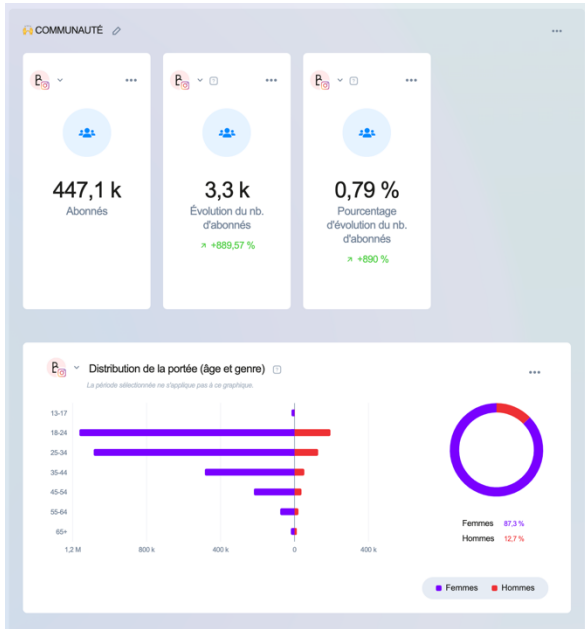 COMMUNAUTÉ
447,1 k
Abonnés
3,3 k
Évolution du nb.
d'abonnés
+889,57 %
0,79 %
Pourcentage
d'évolution du nb.
d'abonnés
+890 %
Distribution de la portée (âge et genre)
La période sélectionnée ne s'applique pas à ce graphique.
13-17
18-24
25-34
35-44
45-54
55-64
65+
1,2 M
800 k
400 k
0
400 k
Femmes 87,3 %
Hommes 12,7 %
Femmes Hommes